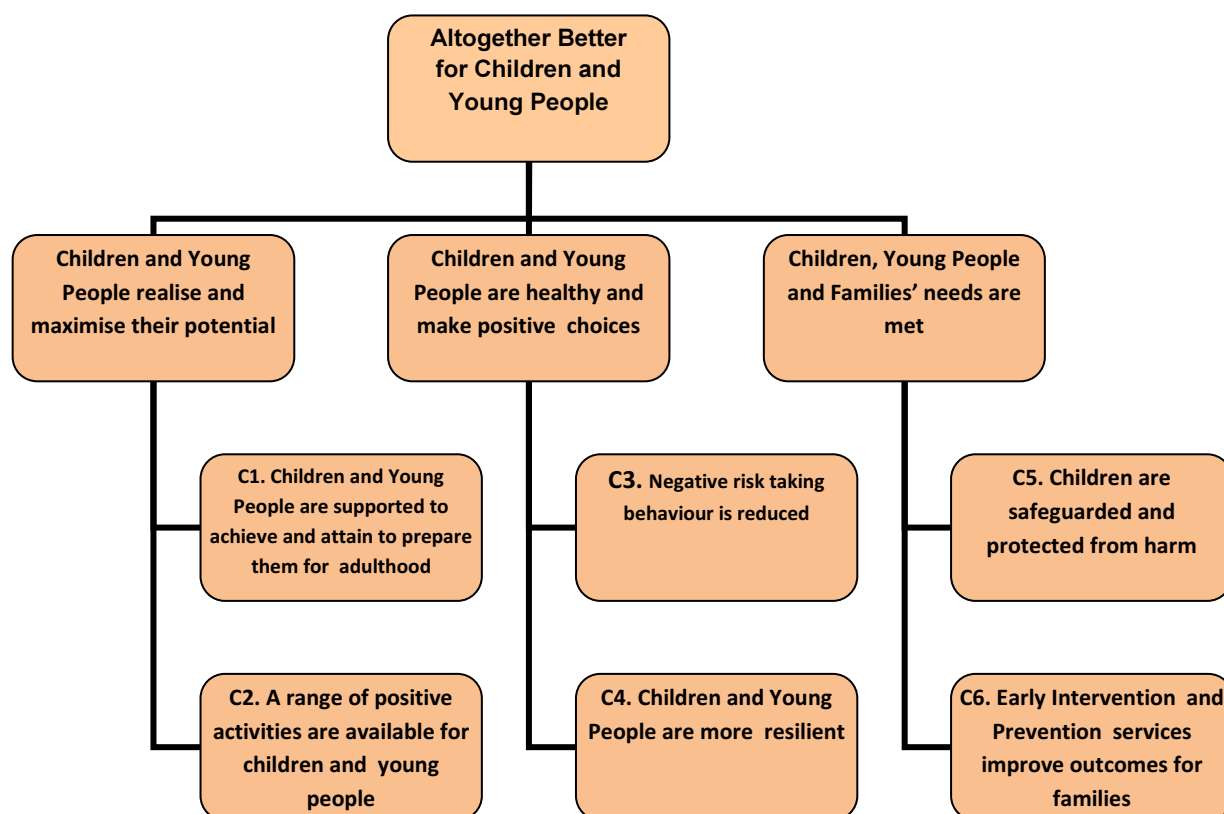 Altogether Better
for Children and
Young People
Children and Young
People realise and
maximise their potential
Children and Young
People are healthy and
make positive choices
Children, Young People
and Families’ needs are
met
C1. Children and Young
People are supported to
achieve and attain to prepare
them for adulthood
C3. Negative risk taking
behaviour is reduced
C5. Children are
safeguarded and
protected from harm
C2. A range of positive
activities are available for
children and young
people
C4. Children and Young
People are more resilient
C6. Early Intervention and
Prevention services
improve outcomes for
families